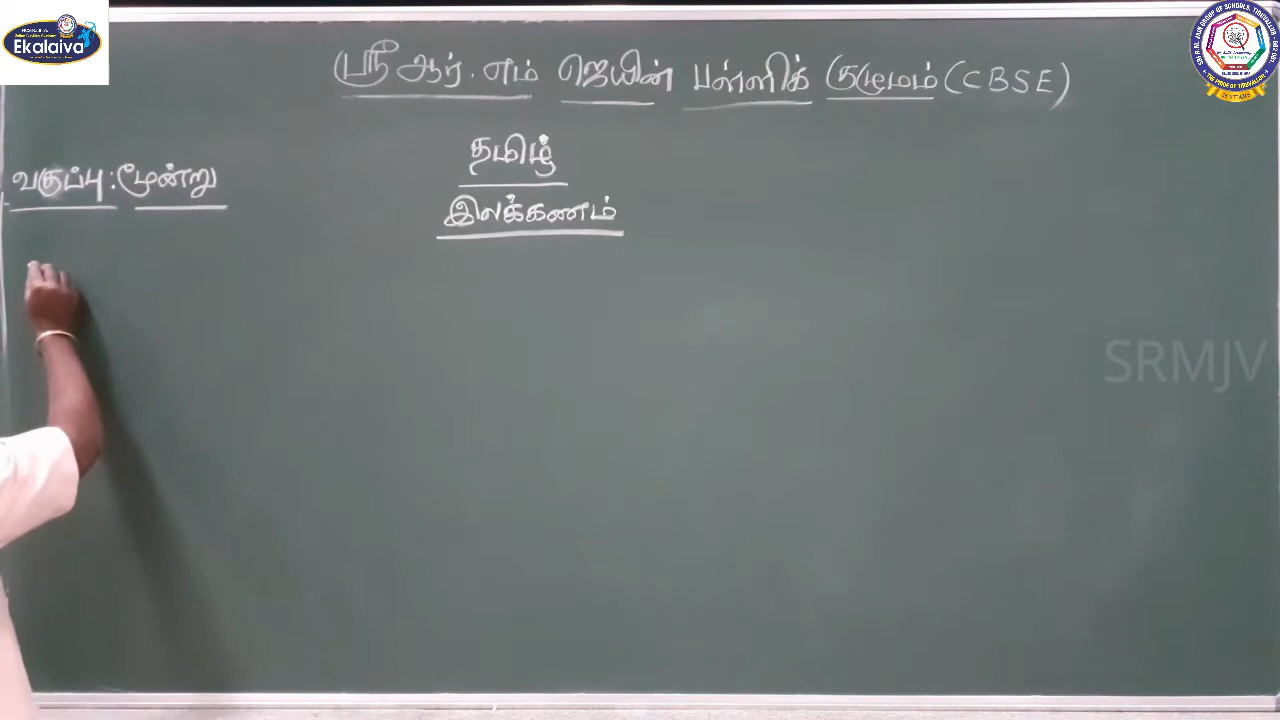 Ekalaiva
ஸ்ரீ ஆர்.எம் ஜெயின் பள்ளிக் குழுமம் (CBSE)
தமிழ்
வகுப்பு : மூன்று
இலக்கணம்
SRMJV